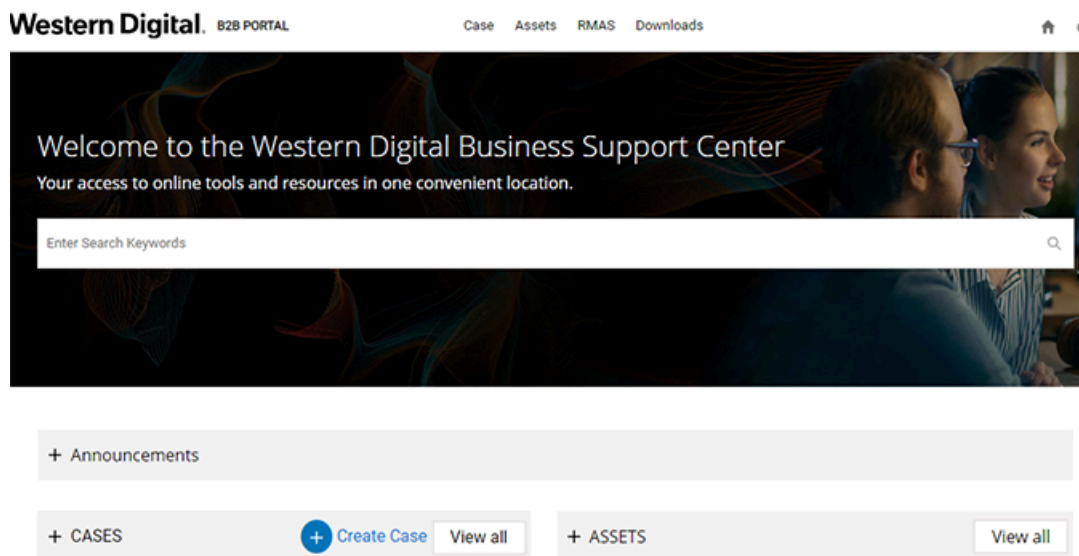 Western Digital. B2B PORTAL Case Assets RMAS Downloads
Welcome to the Western Digital Business Support Center
Your access to online tools and resources in one convenient location.
Enter Search Keywords
+ Announcements
+ CASES + Create Case View all + ASSETS View all